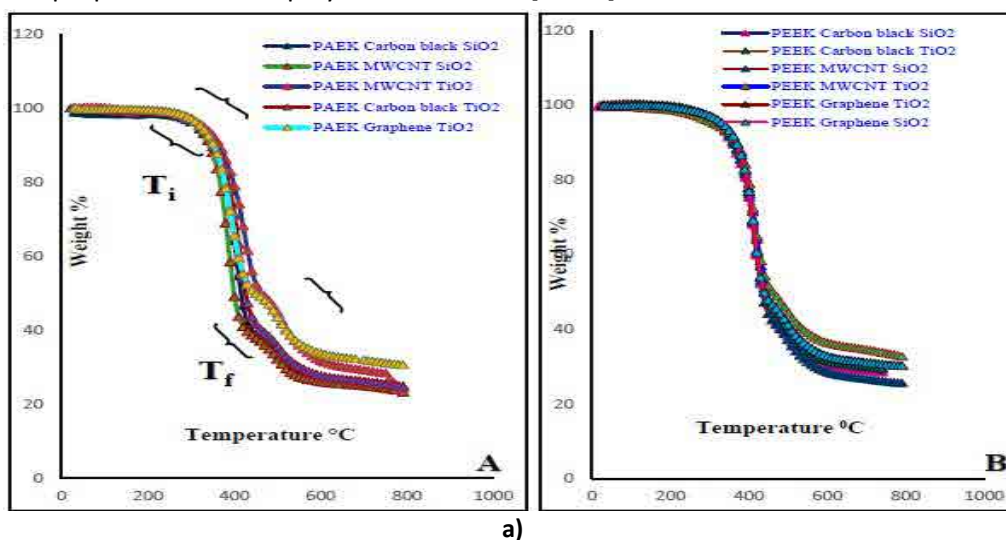 120
100
80
60
40
20
0
Weight %
PAEK Carbon black SiO2
PAEK MWCNT SiO2
PAEK MWCNT TiO2
PAEK Carbon black TiO2
PAEK Graphene TiO2
Ti
Tf
Temperature °C
A
0 200 400 600 800 1000
120
100
80
60
40
20
0
Weight %
PEEK Carbon black SiO2
PEEK Carbon black TiO2
PEEK MWCNT SiO2
PEEK MWCNT TiO2
PEEK Graphene TiO2
PEEK Graphene SiO2
Temperature ⁰C
B
0 200 400 600 800 1000
a)